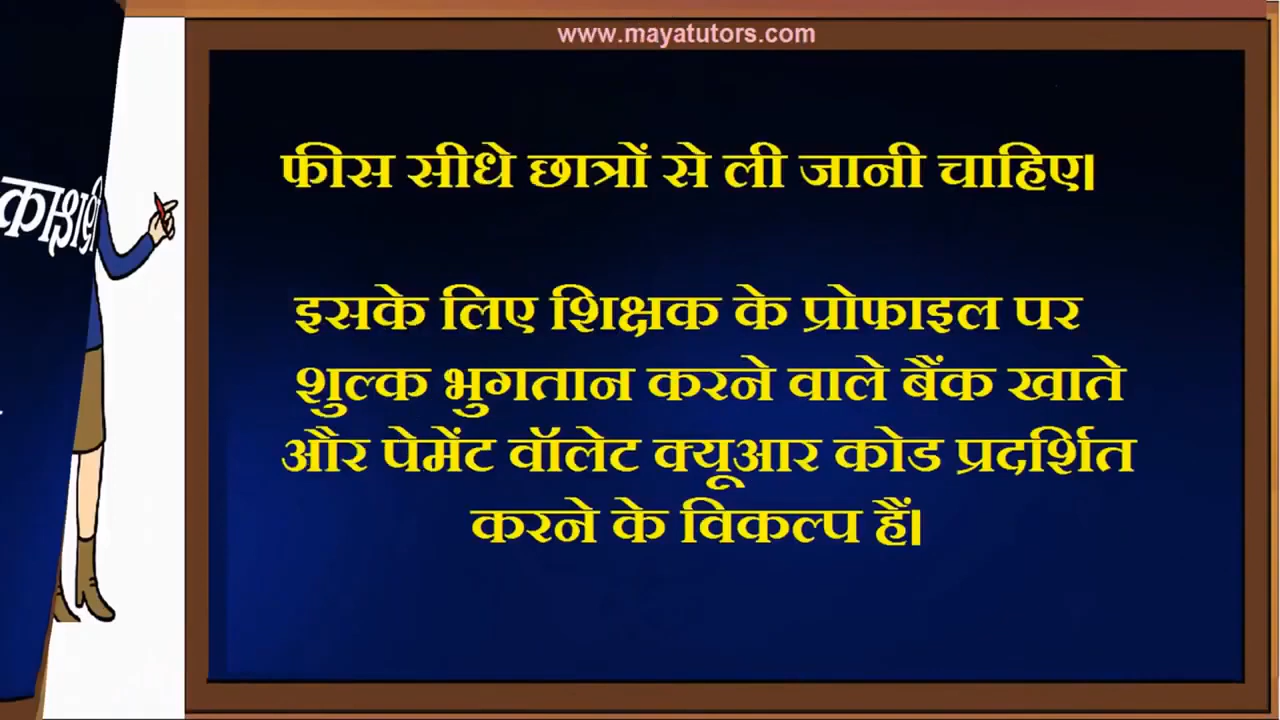 www.mayatutors.com
फीस सीधे छात्रों से ली जानी चाहिए।
इसके लिए शिक्षक के प्रोफाइल पर
शुल्क भुगतान करने वाले बैंक खाते
और पेमेंट वॉलेट क्यूआर कोड प्रदर्शित
करने के विकल्प हैं।